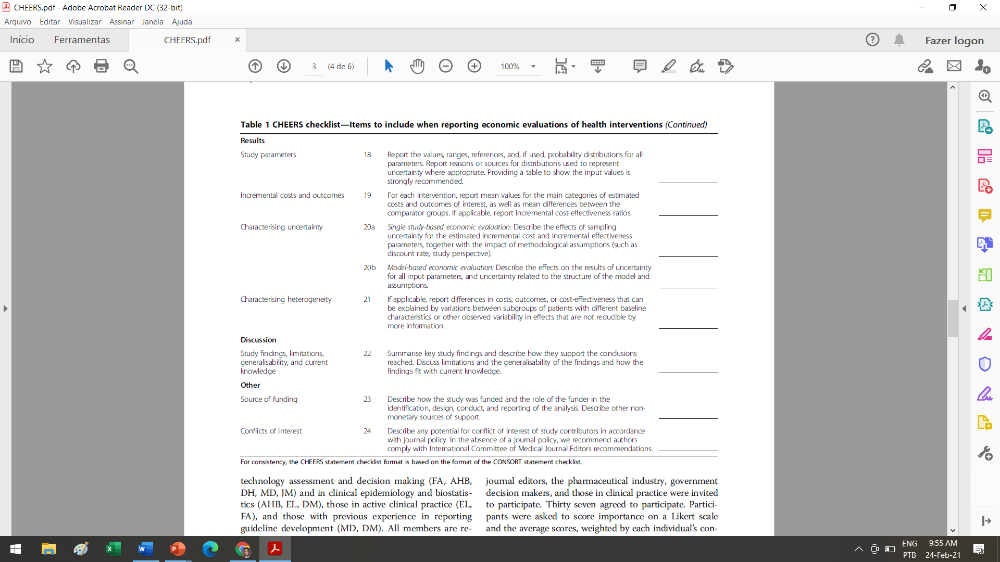 CHEERS.pdf - Adobe Acrobat Reader DC (32-bit)
Arquivo Editar Visualizar Assinar Janela Ajuda
Início Ferramentas CHEERS.pdf Fazer logon
3 (4 de 6) 100%
Table 1 CHEERS checklist—Items to include when reporting economic evaluations of health interventions (Continued)
Results
Study parameters 18 Report the values, ranges, references, and, if used, probability distributions for all
parameters. Report reasons or sources for distributions used to represent
uncertainty where appropriate. Providing a table to show the input values is
strongly recommended.
Incremental costs and outcomes 19 For each intervention, report mean values for the main categories of estimated
costs and outcomes of interest, as well as mean differences between the
comparator groups. If applicable, report incremental cost-effectiveness ratios.
Characterising uncertainty 20a Single study-based economic evaluation: Describe the effects of sampling
uncertainty for the estimated incremental cost and incremental effectiveness
parameters, together with the impact of methodological assumptions (such as
discount rate, study perspective).
20b Model-based economic evaluation: Describe the effects on the results of uncertainty
for all input parameters, and uncertainty related to the structure of the model and
assumptions.
Characterising heterogeneity 21 If applicable, report differences in costs, outcomes, or cost-effectiveness that can
be explained by variations between subgroups of patients with different baseline
characteristics or other observed variability in effects that are not reducible by
more information.
Discussion
Study findings, limitations, 22 Summarise key study findings and describe how they support the conclusions
generalisability, and current reached. Discuss limitations and the generalisability of the findings and how the
knowledge findings fit with current knowledge.
Other
Source of funding 23 Describe how the study was funded and the role of the funder in the
identification, design, conduct, and reporting of the analysis. Describe other non-
monetary sources of support.
Conflicts of interest 24 Describe any potential for conflict of interest of study contributors in accordance
with journal policy. In the absence of a journal policy, we recommend authors
comply with International Committee of Medical Journal Editors recommendations.
For consistency, the CHEERS statement checklist format is based on the format of the CONSORT statement checklist.
technology assessment and decision making (FA, AHB,
DH, MD, JM) and in clinical epidemiology and biostatis-
tics (AHB, EL, DM), those in active clinical practice (EL,
FA), and those with previous experience in reporting
guideline development (MD, DM). All members are re-
journal editors, the pharmaceutical industry, government
decision makers, and those in clinical practice were invited
to participate. Thirty seven agreed to participate. Partici-
pants were asked to score importance on a Likert scale
and the average scores, weighted by each individual's con-
ENG 9:55 AM
PTB 24-Feb-21